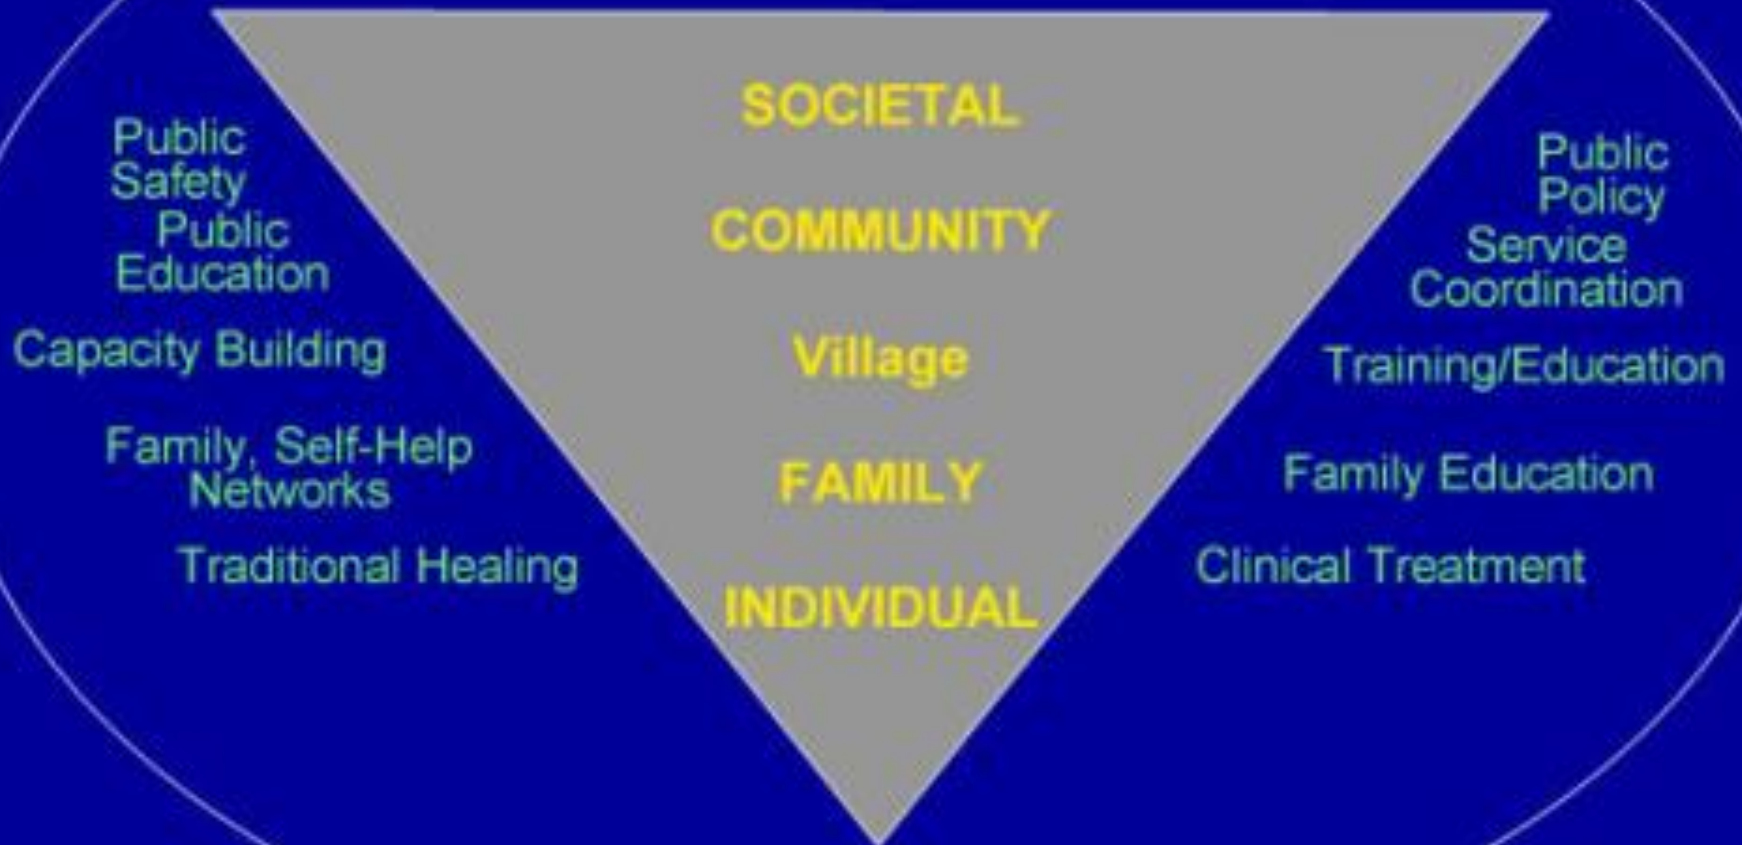 SOCIETAL
COMMUNITY
Village
FAMILY
INDIVIDUAL
Public
Safety
Public
Education
Capacity Building
Family, Self-Help
Networks
Traditional Healing
Public
Policy
Service
Coordination
Training/Education
Family Education
Clinical Treatment